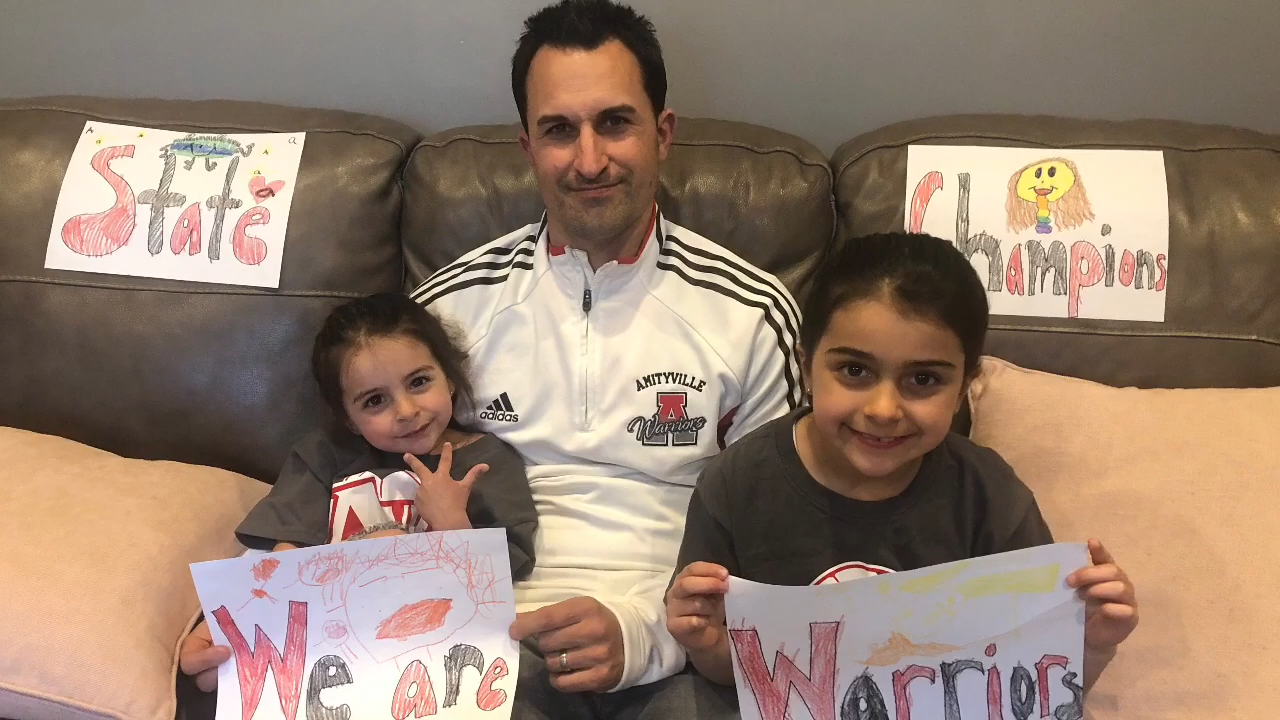 A A A a
State
a
Champions
AMITYVILLE
A
Warriors
adidas
We are
Warriors